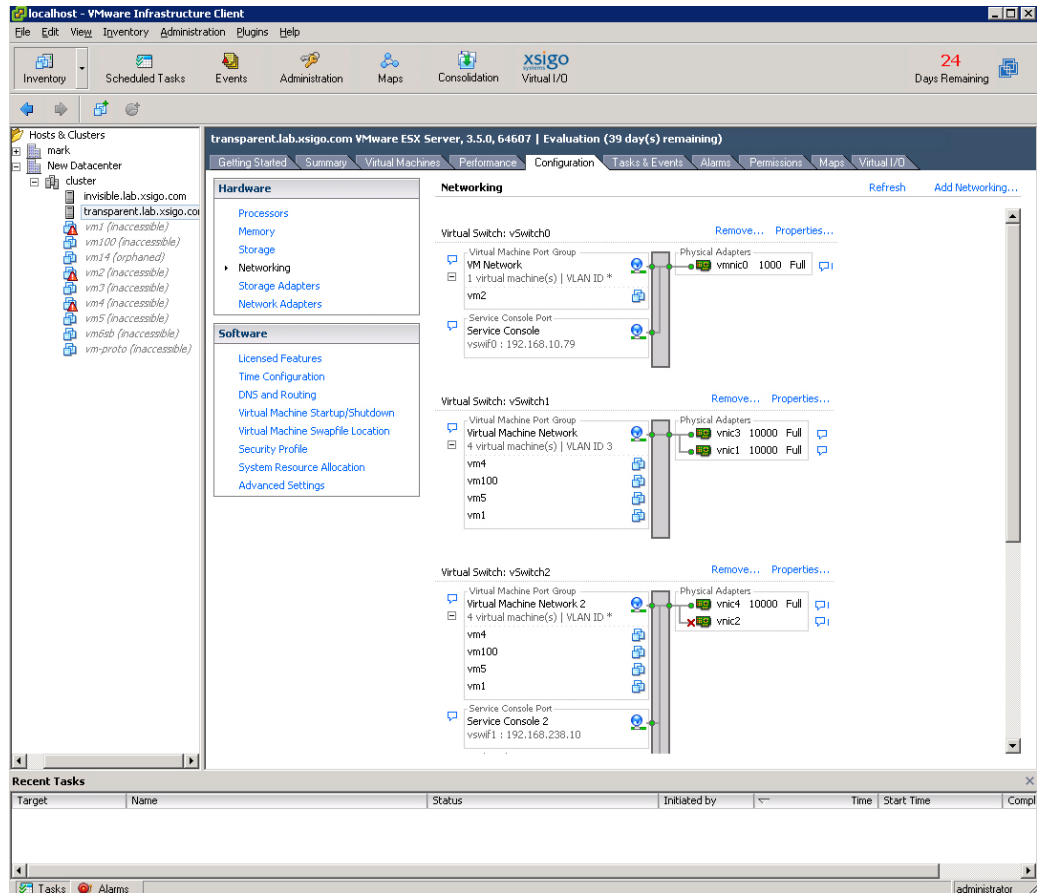 localhost - VMware Infrastructure Client
File Edit View Inventory Administration Plugins Help
Inventory Scheduled Tasks Events Administration Maps Consolidation xsigo systems Virtual I/O 24 Days Remaining
Hosts & Clusters
mark
New Datacenter
cluster
invisible.lab.xsigo.com
transparent.lab.xsigo.co
vm1 (inaccessible)
vm100 (inaccessible)
vm14 (orphaned)
vm2 (inaccessible)
vm3 (inaccessible)
vm4 (inaccessible)
vm5 (inaccessible)
vm6sb (inaccessible)
vm-proto (inaccessible)
transparent.lab.xsigo.com VMware ESX Server, 3.5.0, 64607 | Evaluation (39 day(s) remaining)
Getting Started Summary Virtual Machines Performance Configuration Tasks & Events Alarms Permissions Maps Virtual I/O
Hardware
Processors
Memory
Storage
Networking
Storage Adapters
Network Adapters
Software
Licensed Features
Time Configuration
DNS and Routing
Virtual Machine Startup/Shutdown
Virtual Machine Swapfile Location
Security Profile
System Resource Allocation
Advanced Settings
Networking Refresh Add Networking...
Virtual Switch: vSwitch0 Remove... Properties...
Virtual Machine Port Group Physical Adapters
VM Network vmnic0 1000 Full
1 virtual machine(s) | VLAN ID *
vm2
Service Console Port
Service Console
vswif0 : 192.168.10.79
Virtual Switch: vSwitch1 Remove... Properties...
Virtual Machine Port Group Physical Adapters
Virtual Machine Network vnic3 10000 Full
4 virtual machine(s) | VLAN ID 3 vnic1 10000 Full
vm4
vm100
vm5
vm1
Virtual Switch: vSwitch2 Remove... Properties...
Virtual Machine Port Group Physical Adapters
Virtual Machine Network 2 vnic4 10000 Full
4 virtual machine(s) | VLAN ID * vnic2
vm4
vm100
vm5
vm1
Service Console Port
Service Console 2
vswif1 : 192.168.238.10
Recent Tasks
Target Name Status Initiated by Time Start Time Compl
Tasks Alarms administrator